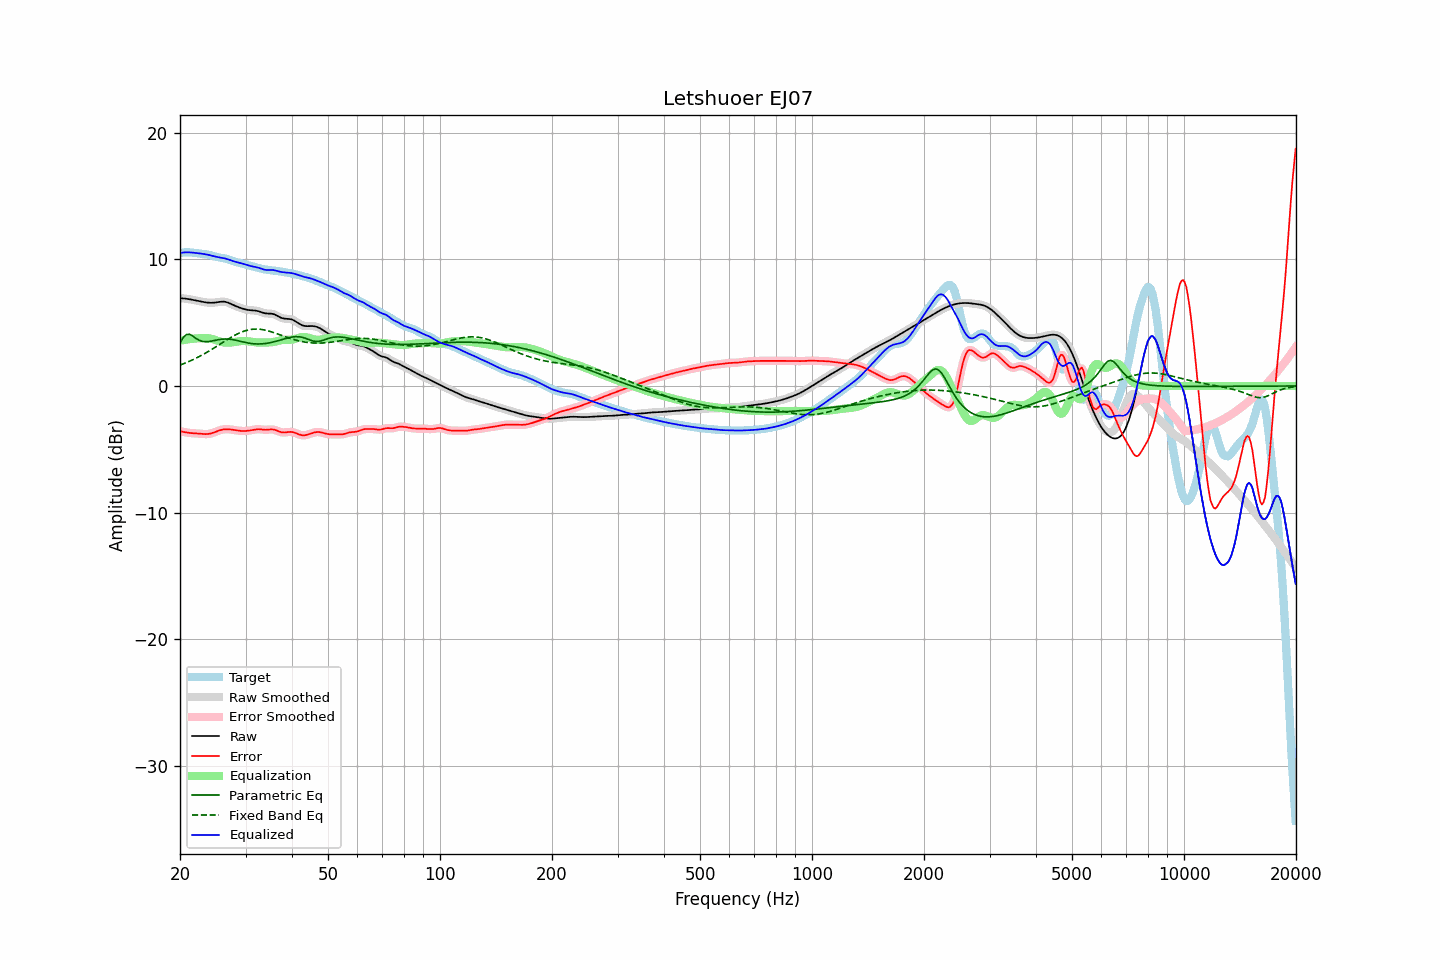 Letshuoer EJ07
20
10
0
−10
−20
−30
Amplitude (dBr)
Target
Raw Smoothed
Error Smoothed
Raw
Error
Equalization
Parametric Eq
Fixed Band Eq
Equalized
20 50 100 200 500 1000 2000 5000 10000 20000
Frequency (Hz)